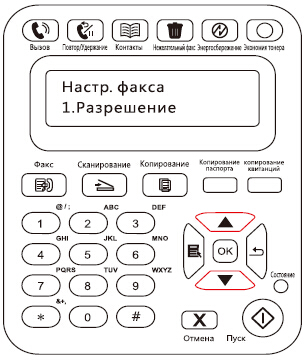 Вызов Повтор/Удержание Контакты Нежелательный факс Энергосбережение Экономия тонера
Настр. факса
1.Разрешение
Факс Сканирование Копирование Копирование паспорта копирование квитанций
@/: ABC DEF
1 2 3
GHI JKL MNO
4 5 6
OK
PQRS TUV WXYZ
7 8 9
Состояние
&+,
* 0 #
X
Отмена Пуск